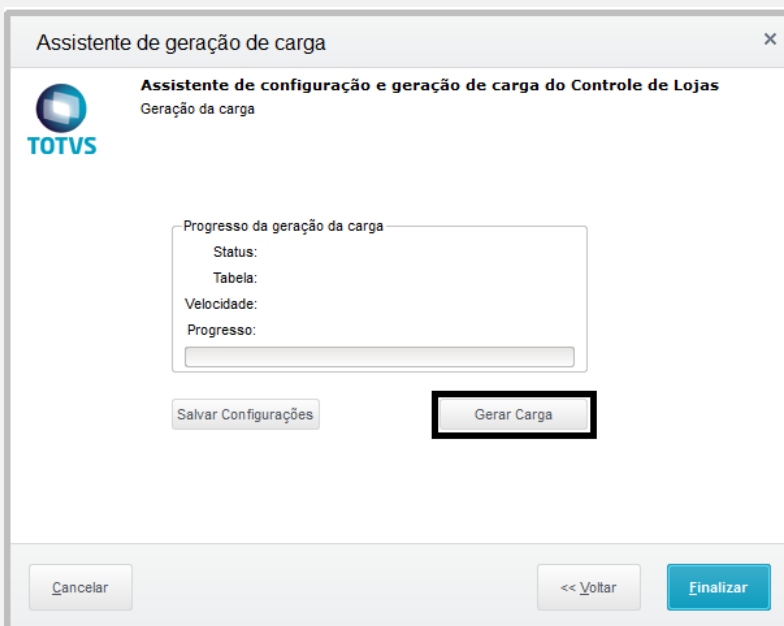 Assistente de geração de carga
×
Assistente de configuração e geração de carga do Controle de Lojas
Geração da carga
TOTVS
Progresso da geração da carga
Status:
Tabela:
Velocidade:
Progresso:
Salvar Configurações
Gerar Carga
Cancelar
<< Voltar
Finalizar